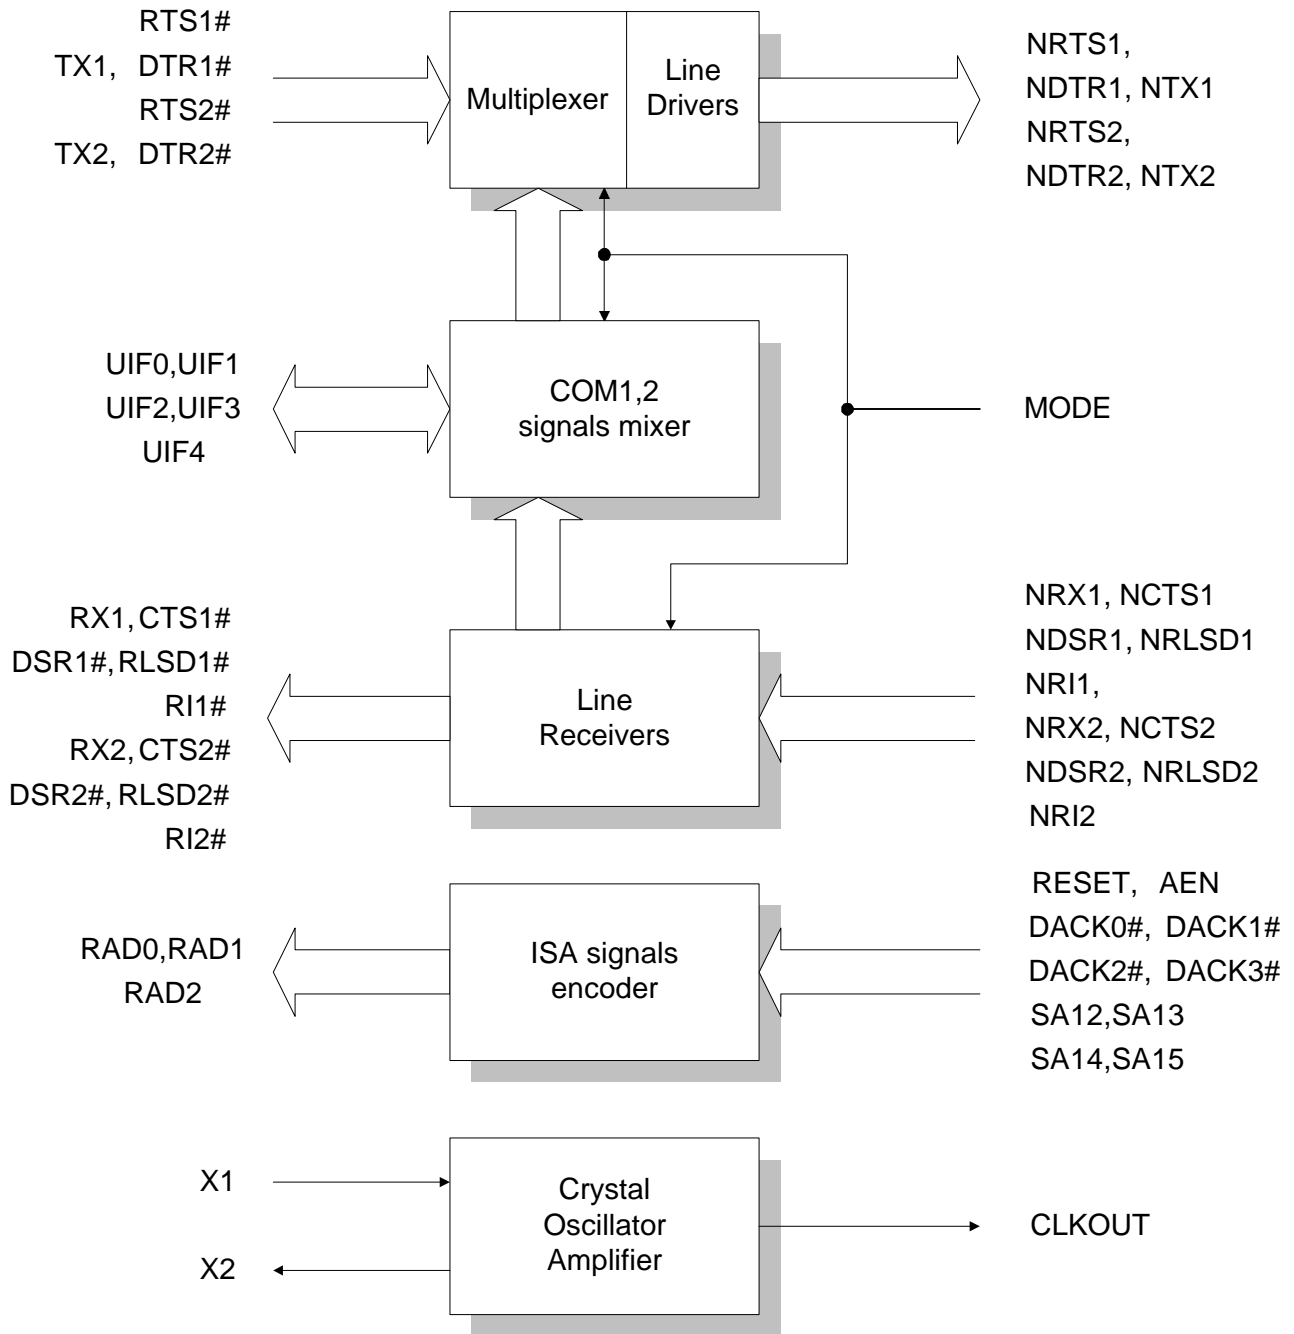 RTS1#
TX1, DTR1#
RTS2#
TX2, DTR2#
Multiplexer
Line
Drivers
NRTS1,
NDTR1, NTX1
NRTS2,
NDTR2, NTX2
UIF0,UIF1
UIF2,UIF3
UIF4
COM1,2
signals mixer
MODE
RX1, CTS1#
DSR1#, RLSD1#
RI1#
RX2, CTS2#
DSR2#, RLSD2#
RI2#
Line
Receivers
NRX1, NCTS1
NDSR1, NRLSD1
NRI1,
NRX2, NCTS2
NDSR2, NRLSD2
NRI2
RAD0,RAD1
RAD2
ISA signals
encoder
RESET, AEN
DACK0#, DACK1#
DACK2#, DACK3#
SA12,SA13
SA14,SA15
X1
X2
Crystal
Oscillator
Amplifier
CLKOUT